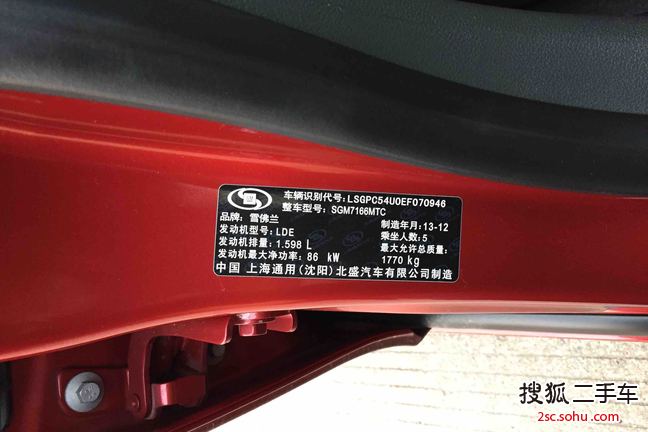 车辆识别代号:LSGPC54U0EF070946
整车型号:SGM7166MTC
品牌:雪佛兰 制造年月:13-12
发动机型号:LDE 乘坐人数:5
发动机排量:1.598 L 最大允许总质量:
发动机最大净功率:86 kW 1770 kg
中国 上海通用(沈阳)北盛汽车有限公司制造
搜狐二手车
2sc.sohu.com